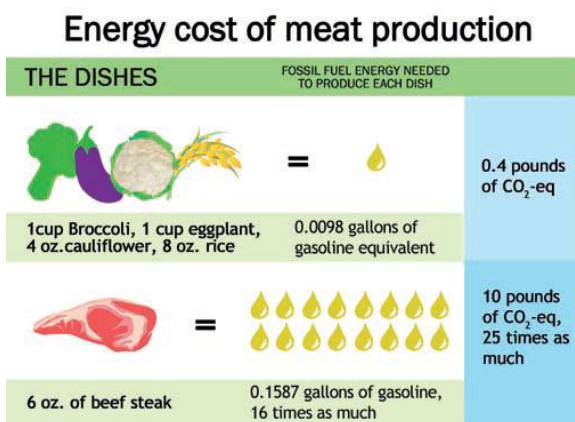 Energy cost of meat production
THE DISHES
FOSSIL FUEL ENERGY NEEDED
TO PRODUCE EACH DISH
=
0.4 pounds
of CO₂-eq
1cup Broccoli, 1 cup eggplant,
4 oz.cauliflower, 8 oz. rice
0.0098 gallons of
gasoline equivalent
=
10 pounds
of CO₂-eq,
25 times as
much
6 oz. of beef steak
0.1587 gallons of gasoline,
16 times as much